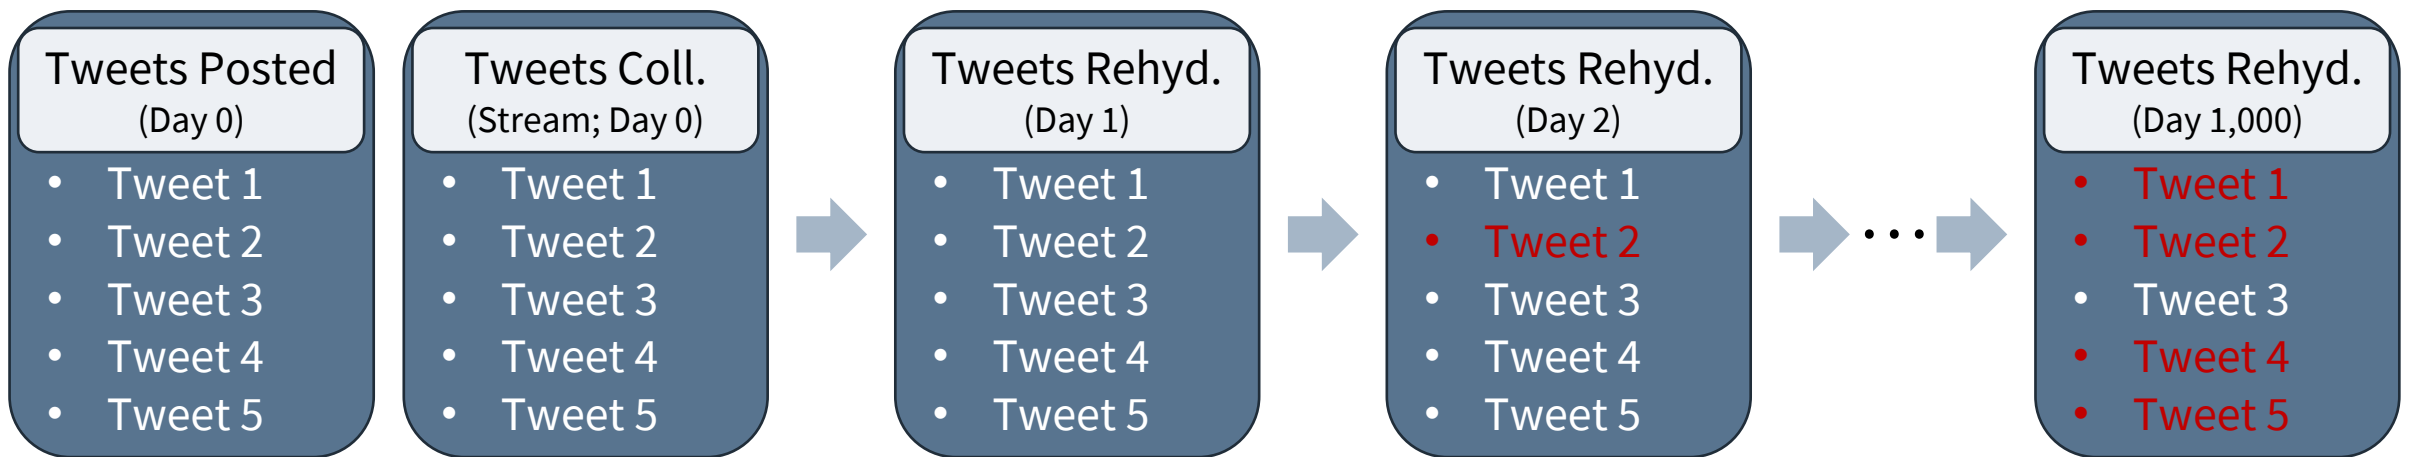 Tweets Posted
(Day 0)
• Tweet 1
• Tweet 2
• Tweet 3
• Tweet 4
• Tweet 5
Tweets Coll.
(Stream; Day 0)
• Tweet 1
• Tweet 2
• Tweet 3
• Tweet 4
• Tweet 5
Tweets Rehyd.
(Day 1)
• Tweet 1
• Tweet 2
• Tweet 3
• Tweet 4
• Tweet 5
Tweets Rehyd.
(Day 2)
• Tweet 1
• Tweet 2
• Tweet 3
• Tweet 4
• Tweet 5
...
Tweets Rehyd.
(Day 1,000)
• Tweet 1
• Tweet 2
• Tweet 3
• Tweet 4
• Tweet 5